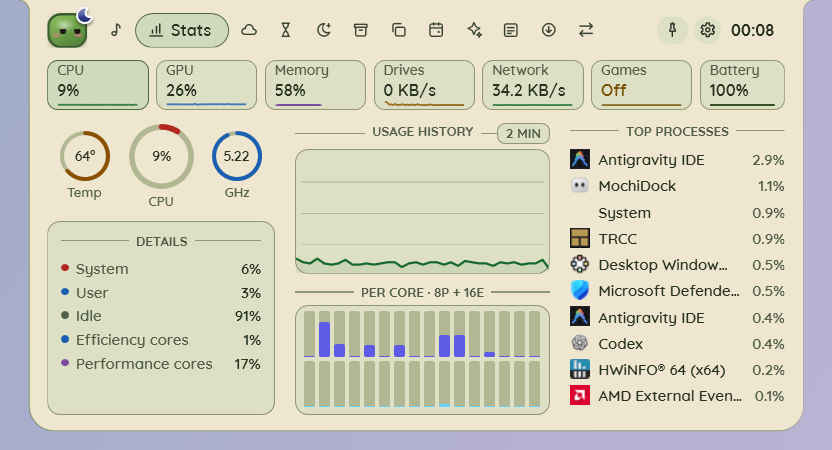 Stats
00:08
CPU
9%
GPU
26%
Memory
58%
Drives
0 KB/s
Network
34.2 KB/s
Games
Off
Battery
100%
64°
Temp
9%
CPU
5.22
GHz
DETAILS
System 6%
User 3%
Idle 91%
Efficiency cores 1%
Performance cores 17%
USAGE HISTORY
2 MIN
PER CORE · 8P + 16E
TOP PROCESSES
Antigravity IDE 2.9%
MochiDock 1.1%
System 0.9%
TRCC 0.9%
Desktop Window... 0.5%
Microsoft Defende... 0.5%
Antigravity IDE 0.4%
Codex 0.4%
HWiNFO® 64 (x64) 0.2%
AMD External Even... 0.1%